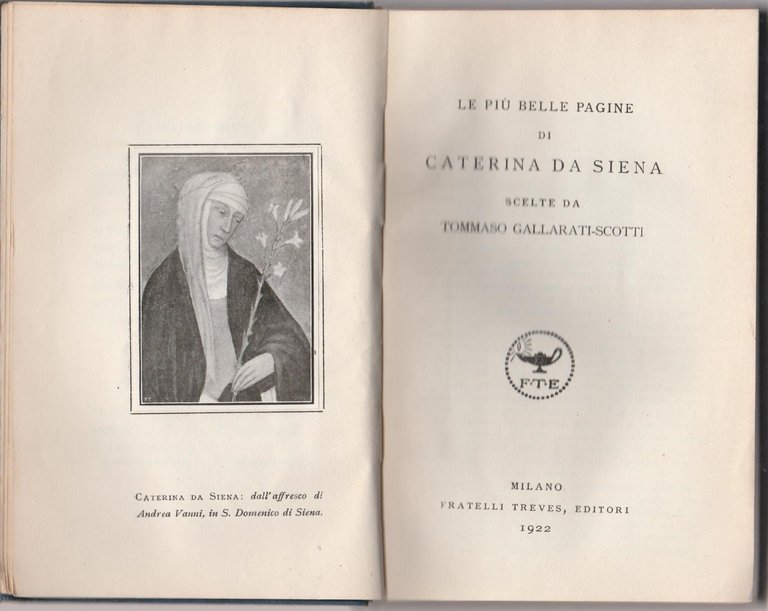 CATERINA DA SIENA: dall'affresco di
Andrea Vanni, in S. Domenico di Siena.
LE PIÙ BELLE PAGINE
DI
CATERINA DA SIENA
SCELTE DA
TOMMASO GALLARATI-SCOTTI
F·T·E
MILANO
FRATELLI TREVES, EDITORI
1922